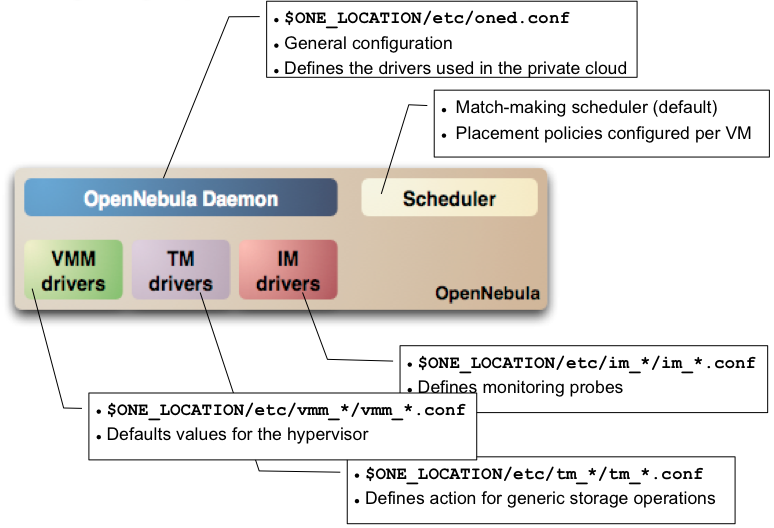 • $ONE_LOCATION/etc/oned.conf
• General configuration
• Defines the drivers used in the private cloud
• Match-making scheduler (default)
• Placement policies configured per VM
OpenNebula Daemon
Scheduler
VMM
drivers
TM
drivers
IM
drivers
OpenNebula
• $ONE_LOCATION/etc/im_*/im_*.conf
• Defines monitoring probes
• $ONE_LOCATION/etc/vmm_*/vmm_*.conf
• Defaults values for the hypervisor
• $ONE_LOCATION/etc/tm_*/tm_*.conf
• Defines action for generic storage operations